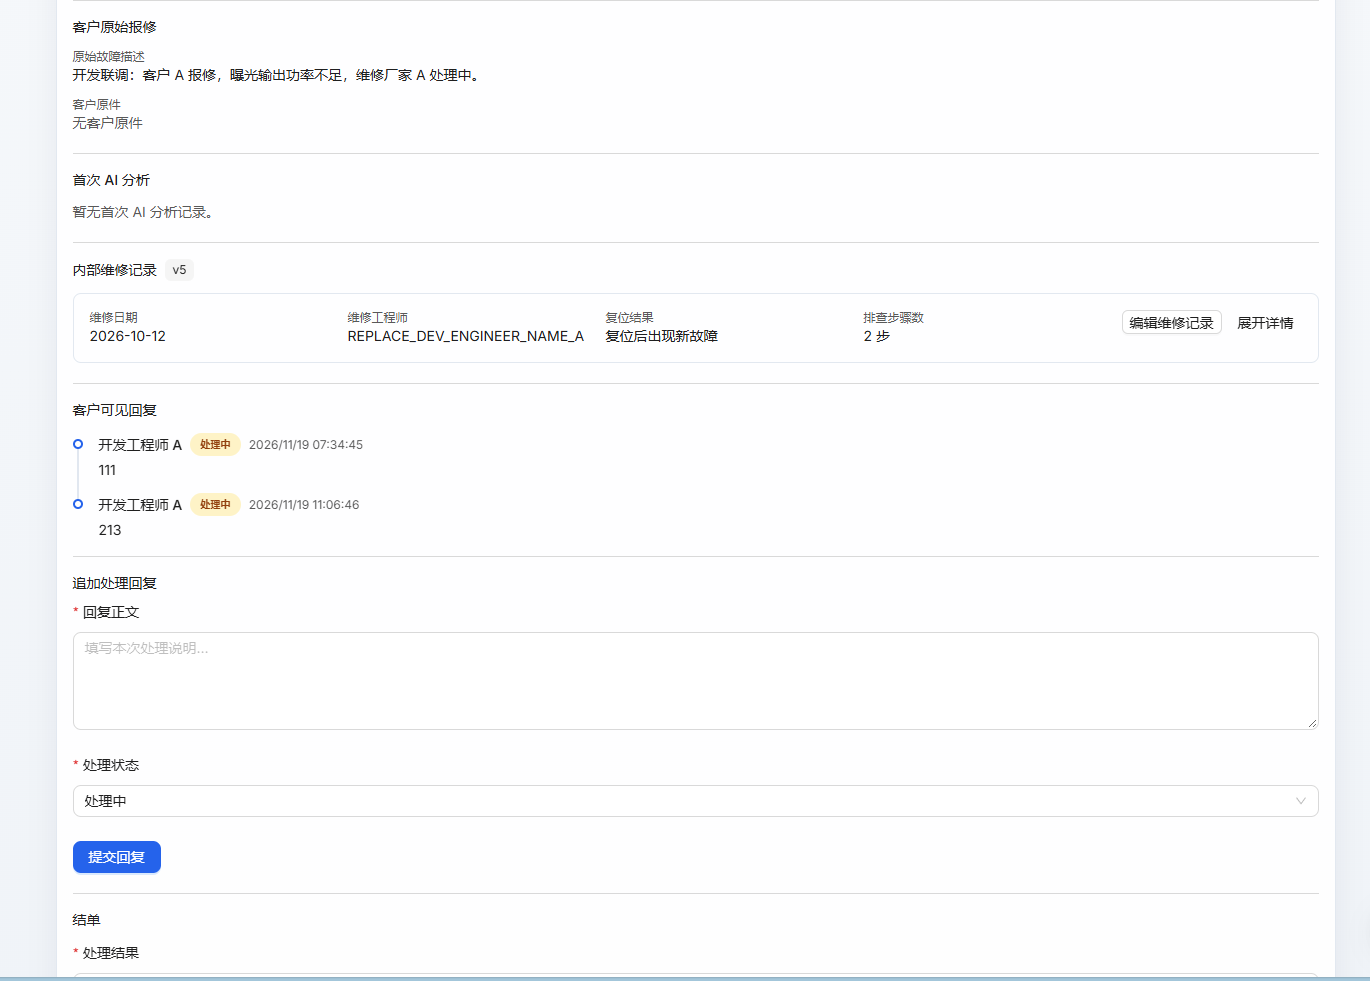 客户原始报修
原始故障描述
开发联调：客户 A 报修，曝光输出功率不足，维修厂家 A 处理中。
客户原件
无客户原件
首次 AI 分析
暂无首次 AI 分析记录。
内部维修记录 v5
维修日期 维修工程师 复位结果 排查步骤数
2026-10-12 REPLACE_DEV_ENGINEER_NAME_A 复位后出现新故障 2 步
编辑维修记录 展开详情
客户可见回复
开发工程师 A 处理中 2026/11/19 07:34:45
111
开发工程师 A 处理中 2026/11/19 11:06:46
213
追加处理回复
* 回复正文
填写本次处理说明...
* 处理状态
处理中
提交回复
结单
* 处理结果